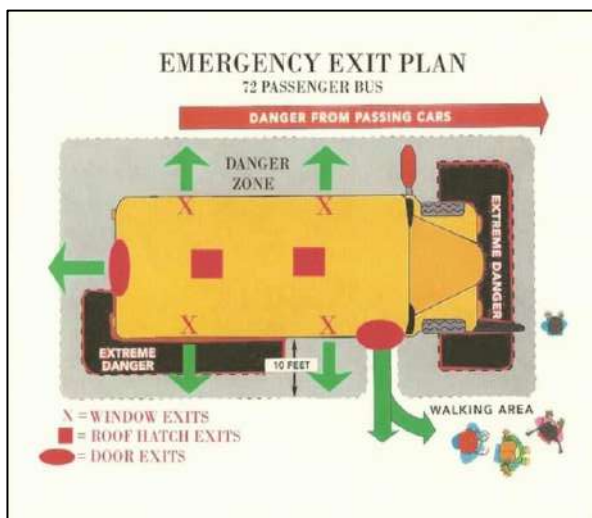 EMERGENCY EXIT PLAN
72 PASSENGER BUS
DANGER FROM PASSING CARS
DANGER
ZONE
X
X
EXTREME DANGER
X
X
EXTREME
DANGER
10 FEET
WALKING AREA
X = WINDOW EXITS
= ROOF HATCH EXITS
= DOOR EXITS